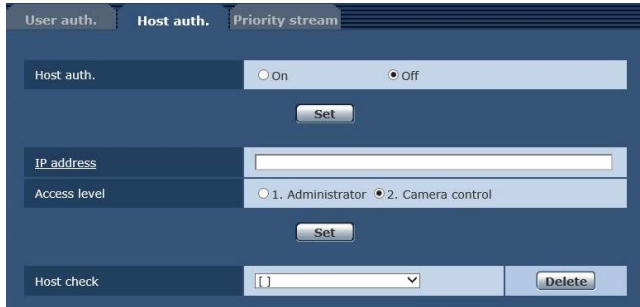 User auth. Host auth. Priority stream
Host auth. On Off
Set
IP address
Access level 1. Administrator 2. Camera control
Set
Host check [ ] Delete